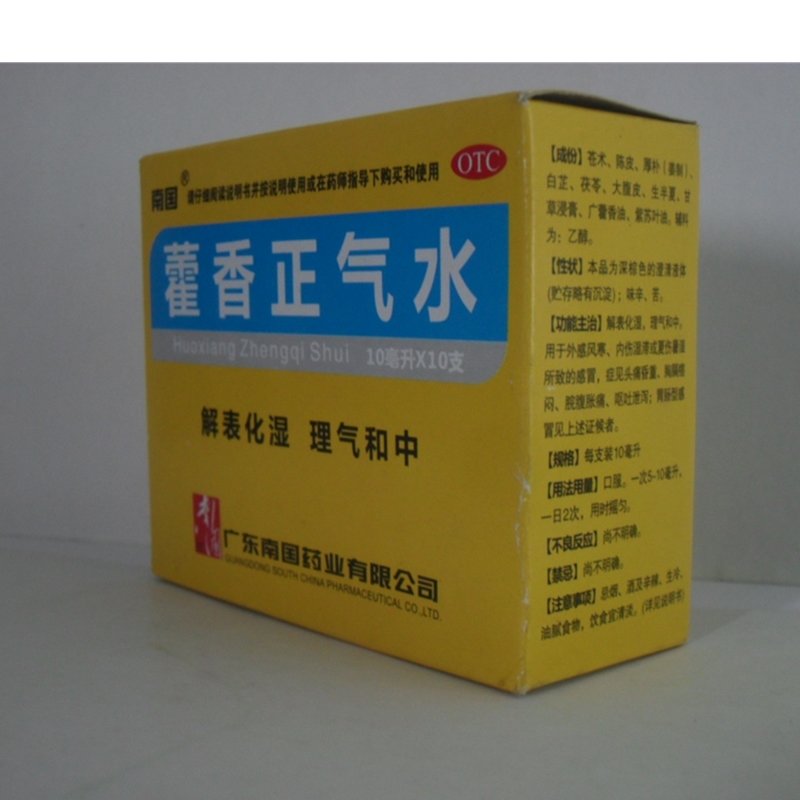 南国®
请仔细阅读说明书并按说明使用或在药师指导下购买和使用
OTC
藿香正气水
Huoxiang Zhengqi Shui 10毫升X10支
解表化湿 理气和中
广东南国药业有限公司
GUANGDONG SOUTH CHINA PHARMACEUTICAL CO.,LTD.
【成份】苍术、陈皮、厚朴(姜制)、
白芷、茯苓、大腹皮、生半夏、甘
草浸膏、广藿香油、紫苏叶油。辅料
为：乙醇。
【性状】本品为深棕色的澄清液体
(贮存略有沉淀)；味辛、苦。
【功能主治】解表化湿，理气和中。
用于外感风寒、内伤湿滞或夏伤暑湿
所致的感冒，症见头痛昏重、胸膈痞
闷、脘腹胀痛、呕吐泄泻；胃肠型感
冒见上述证候者。
【规格】每支装10毫升
【用法用量】口服。一次5-10毫升，
一日2次，用时摇匀。
【不良反应】尚不明确。
【禁忌】尚不明确。
【注意事项】忌烟、酒及辛辣、生冷、
油腻食物，饮食宜清淡。(详见说明书)